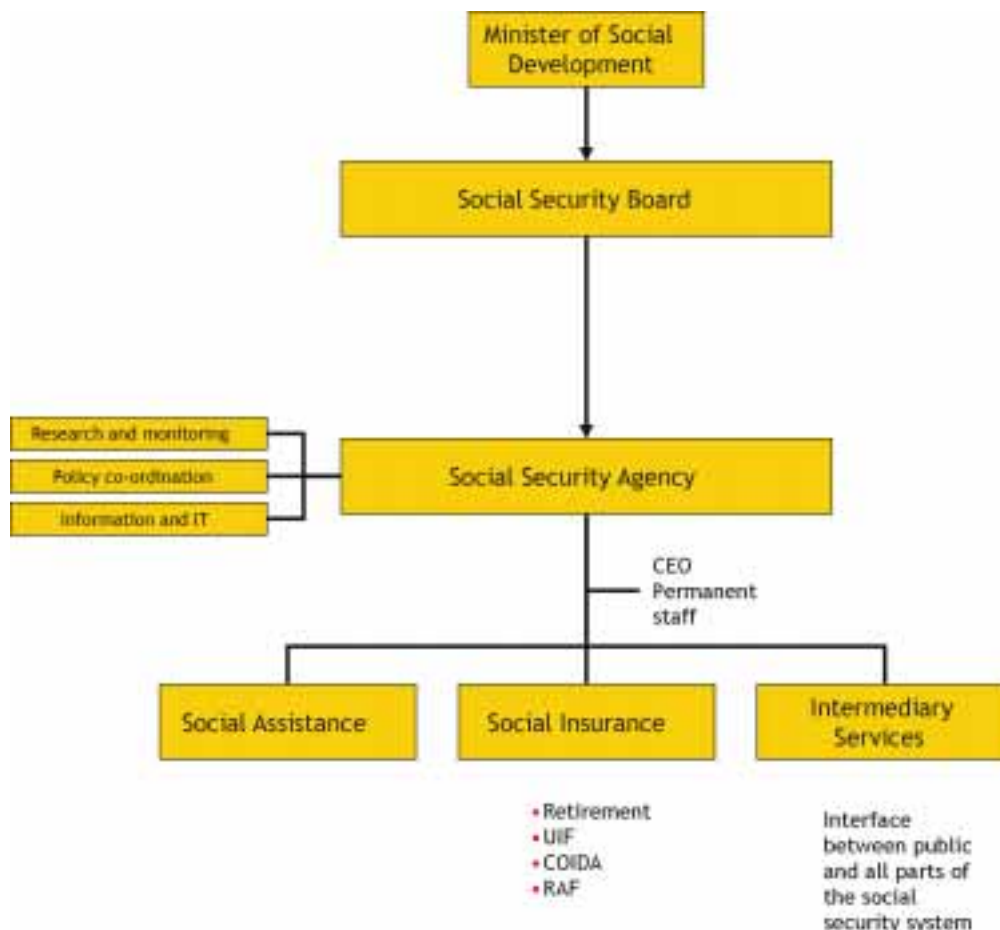 Minister of Social
Development
Social Security Board
Research and monitoring
Policy co-ordination
Information and IT
Social Security Agency
CEO
Permanent
staff
Social Assistance
Social Insurance
Intermediary
Services
• Retirement
• UIF
• COIDA
• RAF
Interface
between public
and all parts of
the social
security system